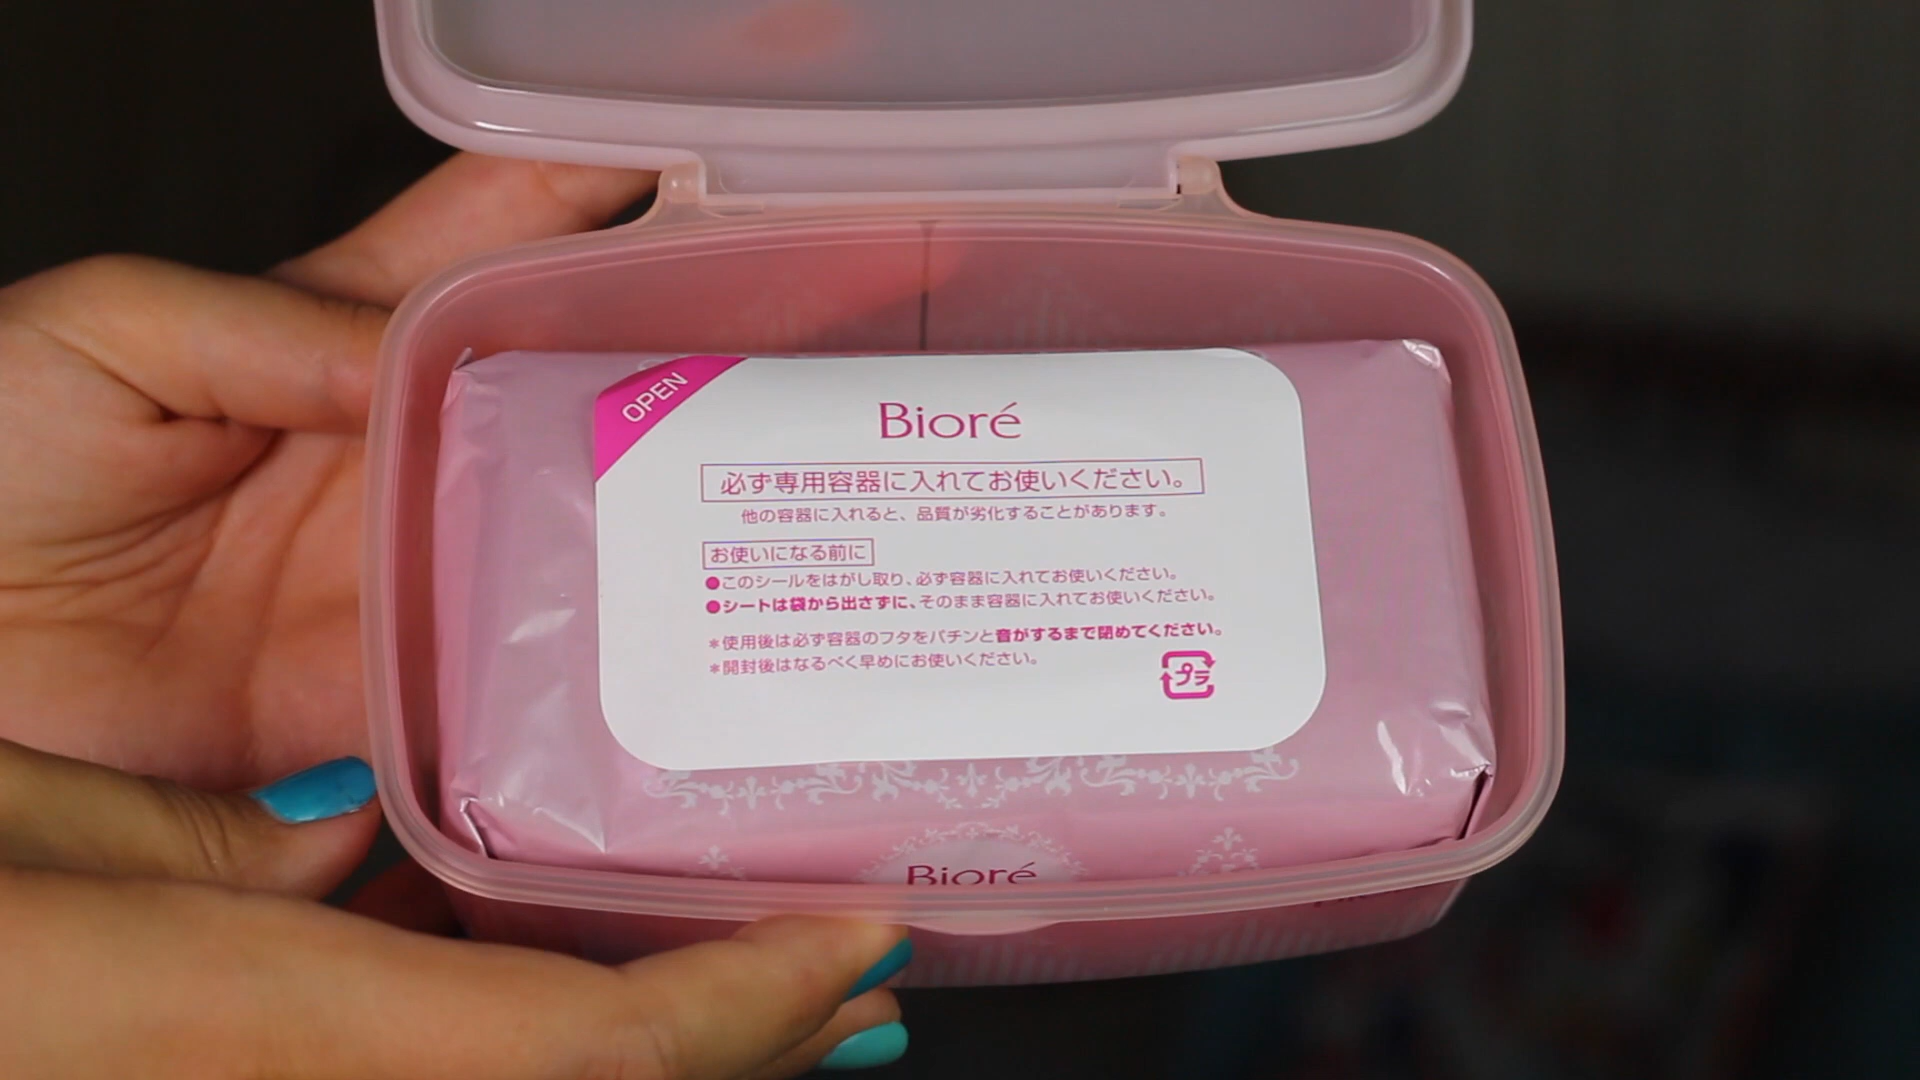 OPEN
Bioré
必ず専用容器に入れてお使いください。
他の容器に入れると、品質が劣化することがあります。
お使いになる前に
●このシールをはがし取り、必ず容器に入れてお使いください。
●シートは袋から出さずに、そのまま容器に入れてお使いください。
*使用後は必ず容器のフタをパチンと音がするまで閉めてください。
*開封後はなるべく早めにお使いください。
プラ
Bioré